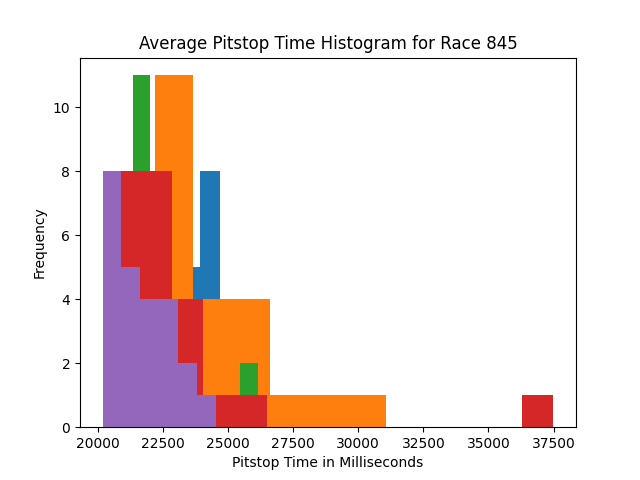 Average Pitstop Time Histogram for Race 845
10
8
6
4
2
0
Frequency
20000 22500 25000 27500 30000 32500 35000 37500
Pitstop Time in Milliseconds